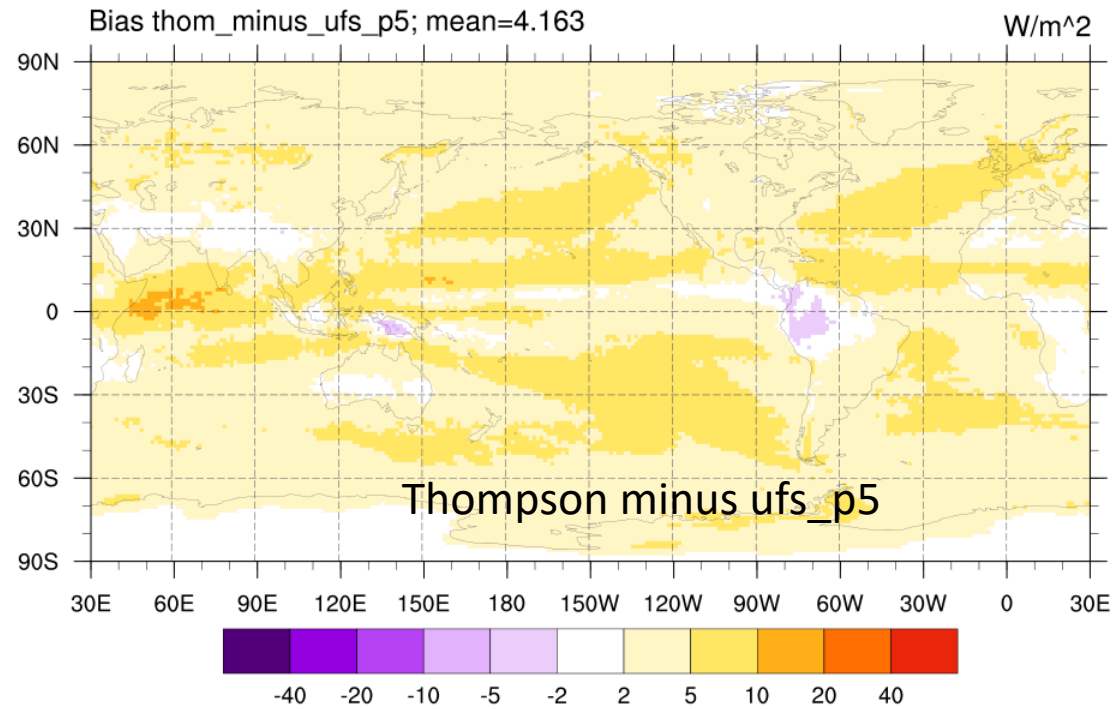 Bias thom_minus_ufs_p5; mean=4.163 W/m^2
90N
60N
30N
0
30S
60S
Thompson minus ufs_p5
90S
30E 60E 90E 120E 150E 180 150W 120W 90W 60W 30W 0 30E
-40 -20 -10 -5 -2 2 5 10 20 40